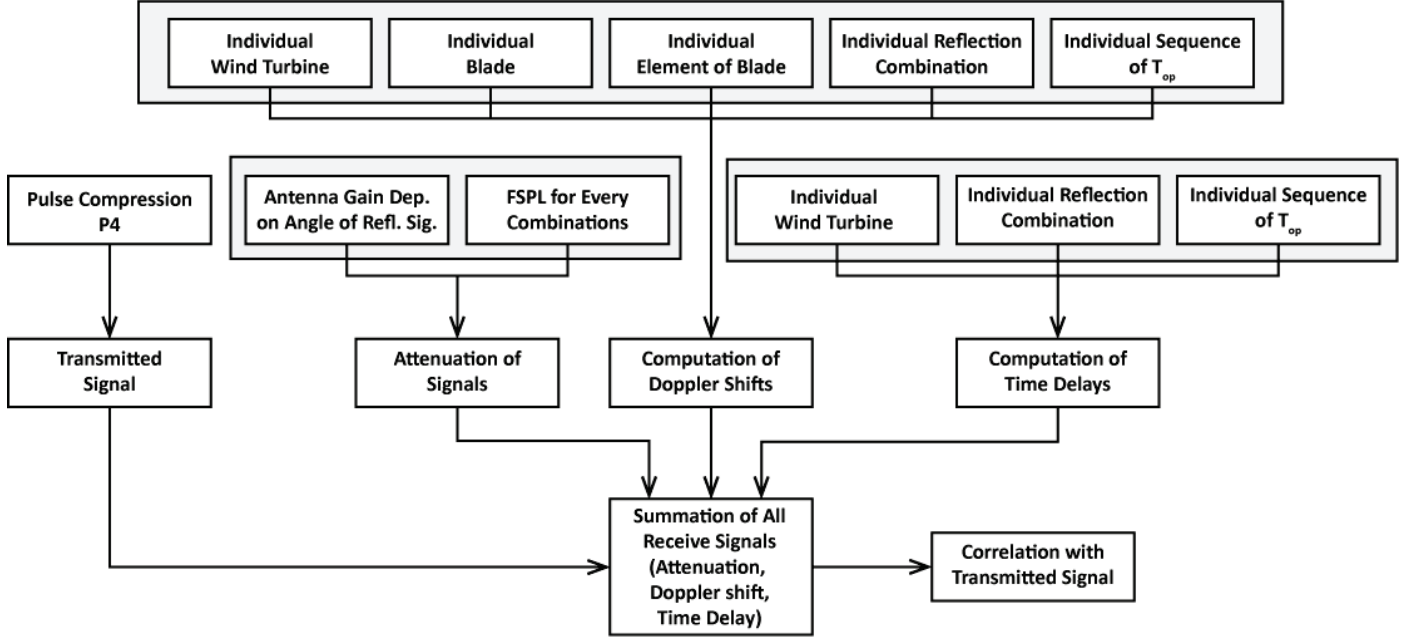 Individual
Wind Turbine
Individual
Blade
Individual
Element of Blade
Individual Reflection
Combination
Individual Sequence
of Top
Pulse Compression
P4
Antenna Gain Dep.
on Angle of Refl. Sig.
FSPL for Every
Combinations
Individual
Wind Turbine
Individual Reflection
Combination
Individual Sequence
of Top
Transmitted
Signal
Attenuation of
Signals
Computation of
Doppler Shifts
Computation of
Time Delays
Summation of All
Receive Signals
(Attenuation,
Doppler shift,
Time Delay)
Correlation with
Transmitted Signal